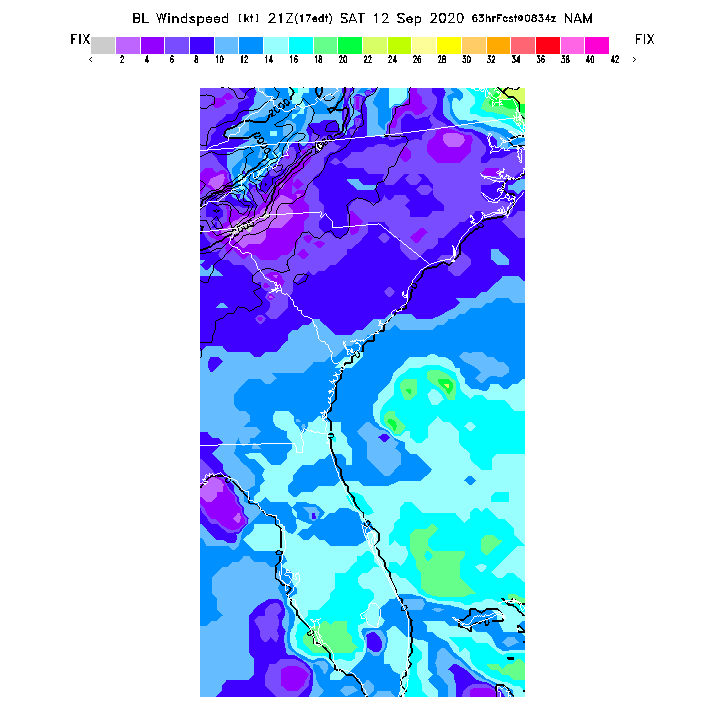 BL Windspeed [kt] 21Z(17edt) SAT 12 Sep 2020 63hrFcst@0834z NAM
FIX FIX
< 2 4 6 8 10 12 14 16 18 20 22 24 26 28 30 32 34 36 38 40 42 >
2000